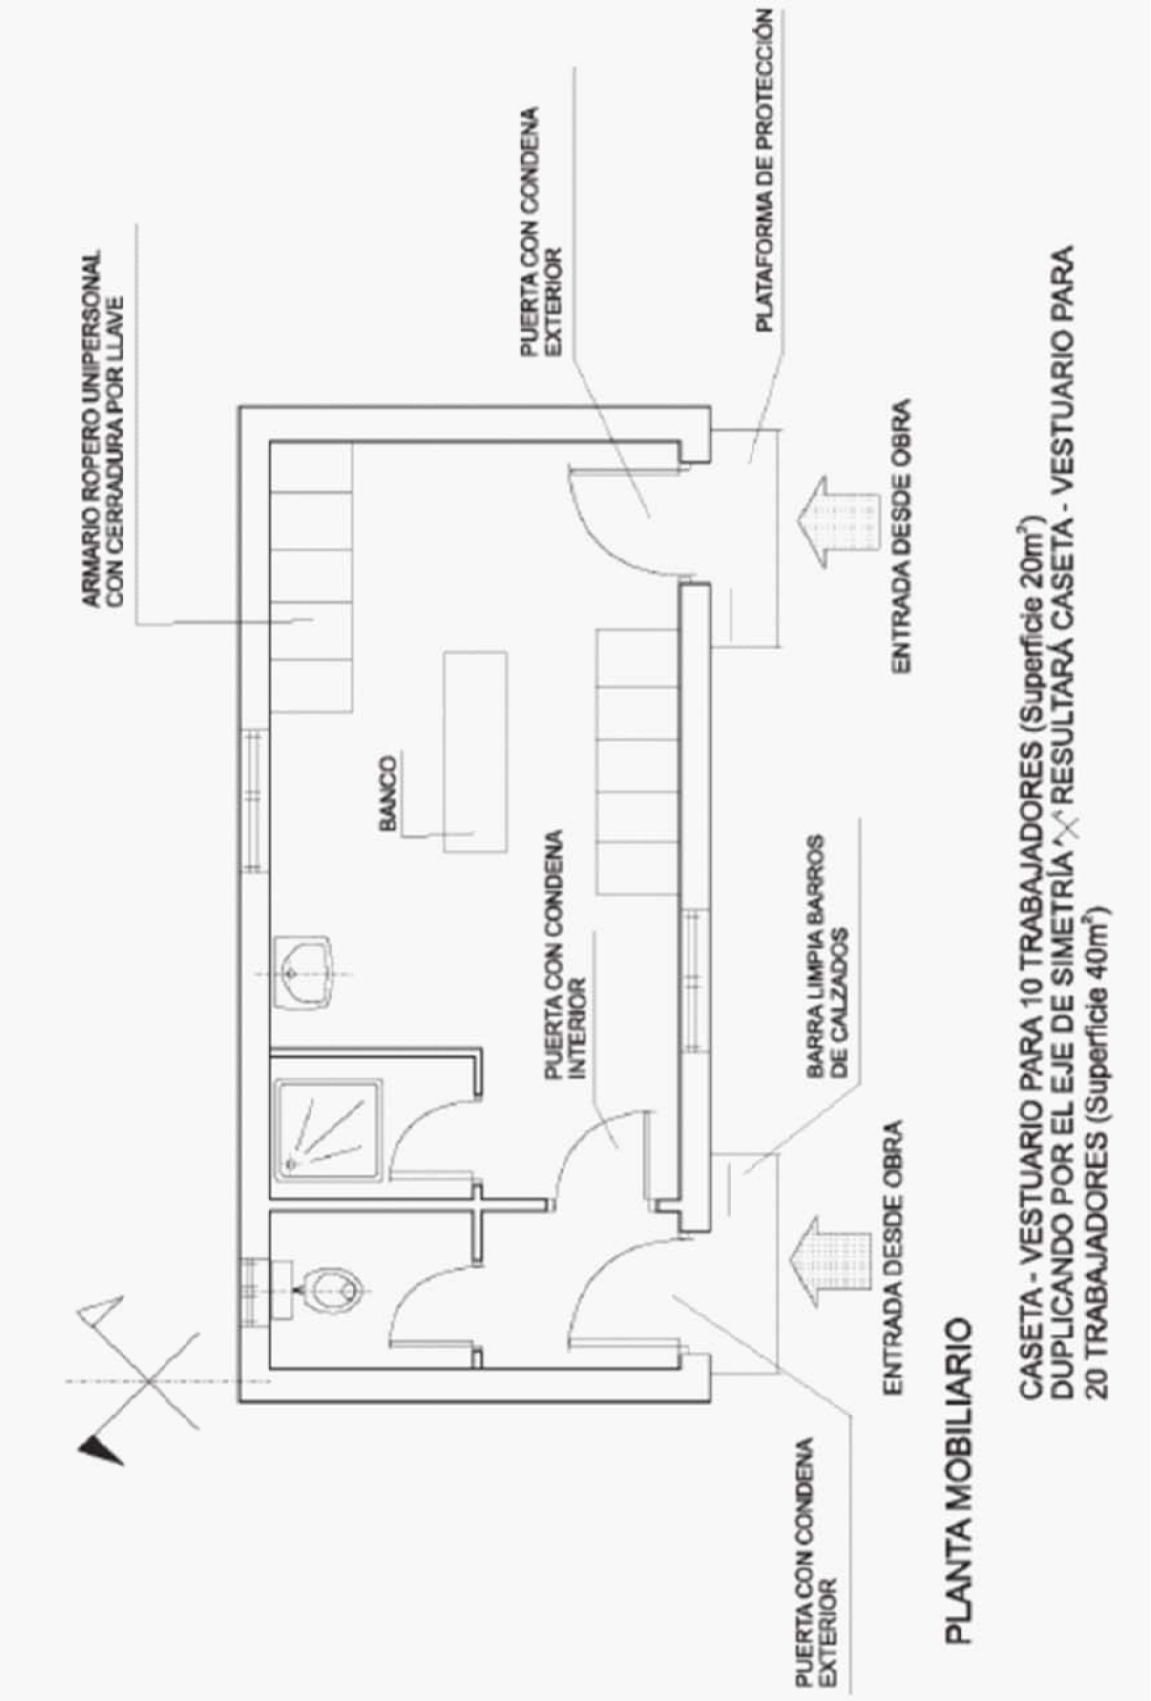 ARMARIO ROPERO UNIPERSONAL
CON CERRADURA POR LLAVE
BANCO
PUERTA CON CONDENA
EXTERIOR
PUERTA CON CONDENA
INTERIOR
PLATAFORMA DE PROTECCIÓN
BARRA LIMPIA BARROS
DE CALZADOS
PUERTA CON CONDENA
EXTERIOR
ENTRADA DESDE OBRA
ENTRADA DESDE OBRA
PLANTA MOBILIARIO
CASETA - VESTUARIO PARA 10 TRABAJADORES (Superficie 20m²)
DUPLICANDO POR EL EJE DE SIMETRÍA RESULTARÁ CASETA - VESTUARIO PARA
20 TRABAJADORES (Superficie 40m²)